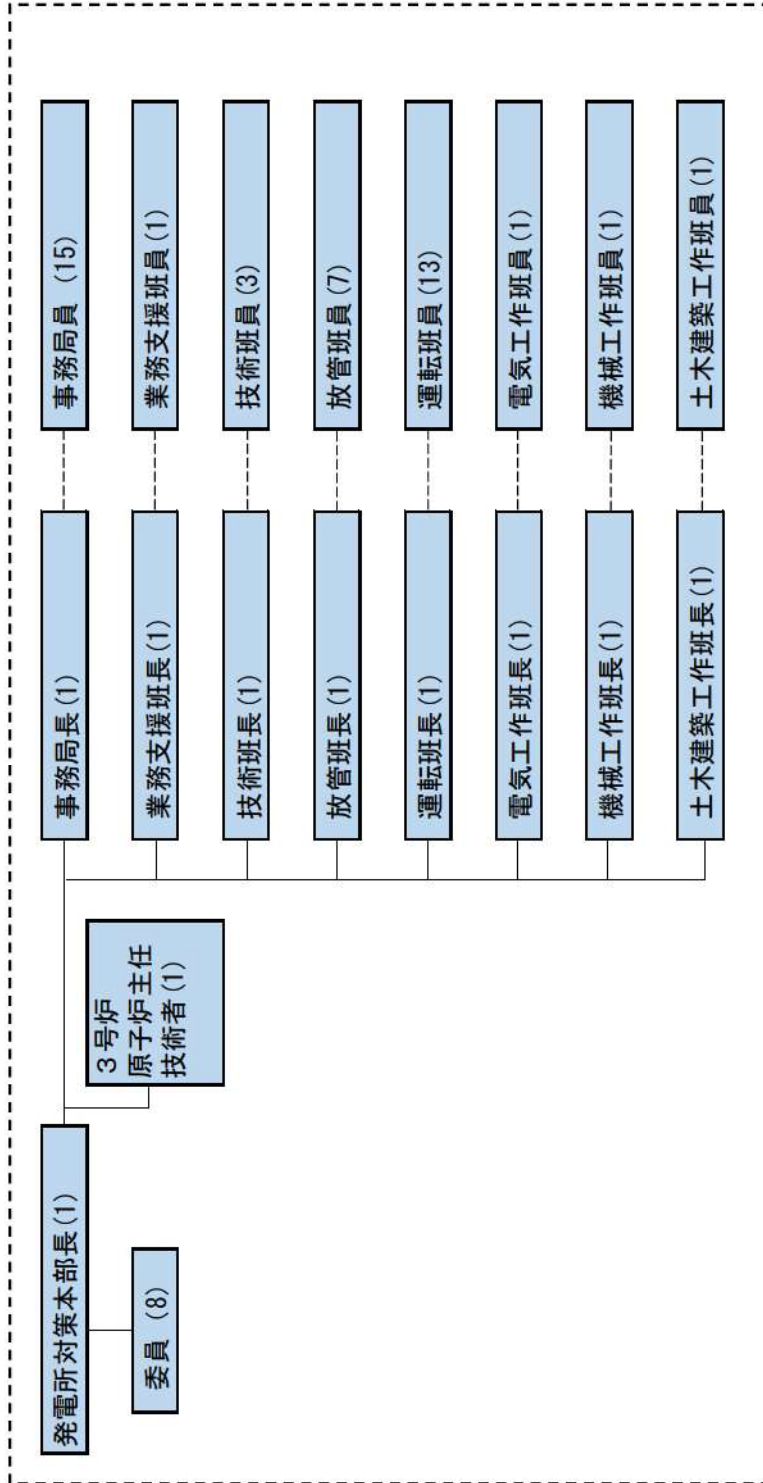 発電所対策本部長(1)
委員 (8)
3号炉
原子炉主任
技術者(1)
事務局長(1)
事務局員 (15)
業務支援班長(1)
業務支援班員(1)
技術班長(1)
技術班員(3)
放管班長(1)
放管班員(7)
運転班長(1)
運転班員(13)
電気工作班長(1)
電気工作班員(1)
機械工作班長(1)
機械工作班員(1)
土木建築工作班長(1)
土木建築工作班員(1)